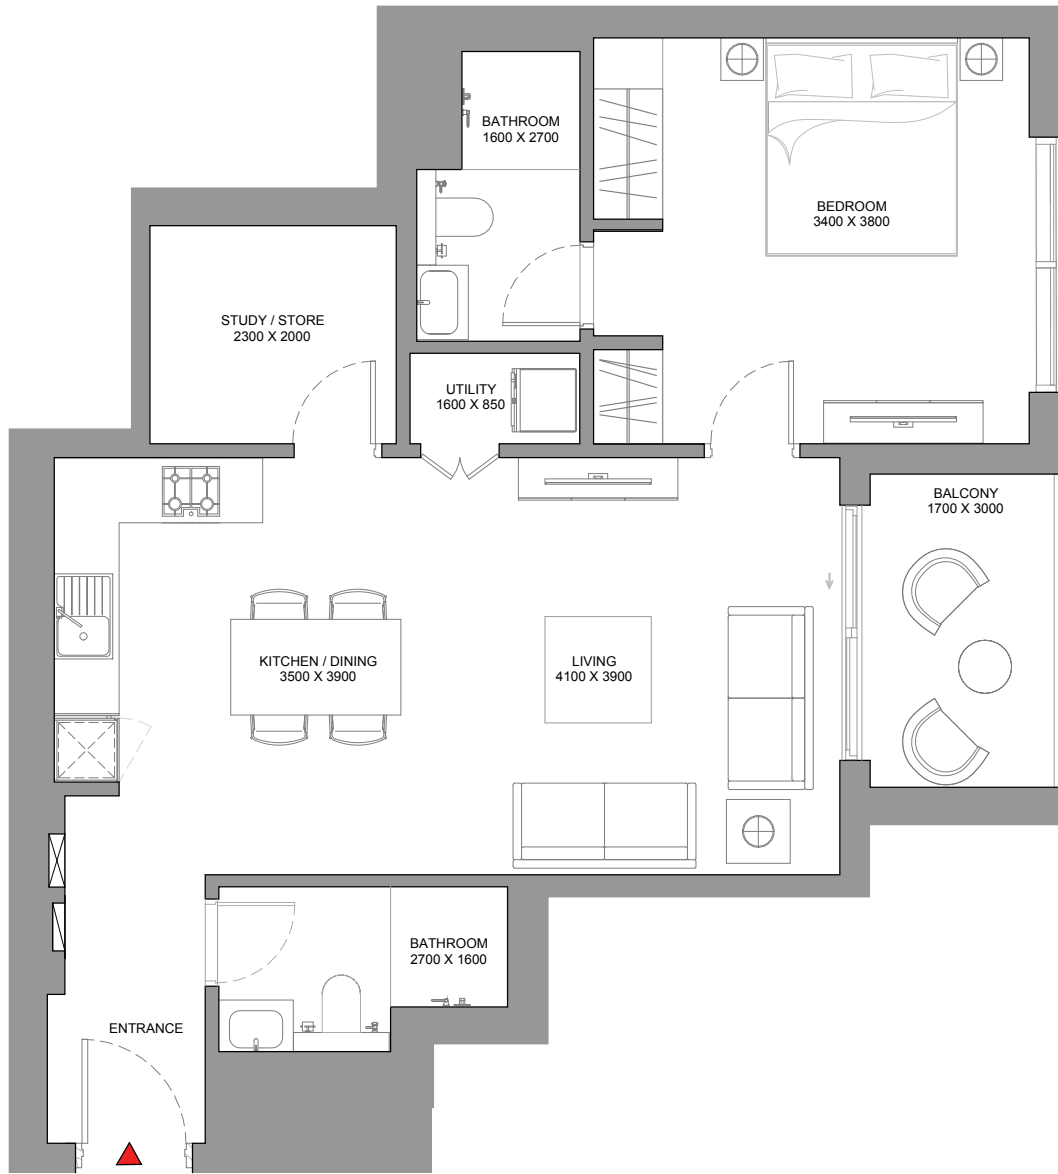 BATHROOM
1600 X 2700
BEDROOM
3400 X 3800
STUDY / STORE
2300 X 2000
UTILITY
1600 X 850
BALCONY
1700 X 3000
KITCHEN / DINING
3500 X 3900
LIVING
4100 X 3900
BATHROOM
2700 X 1600
ENTRANCE